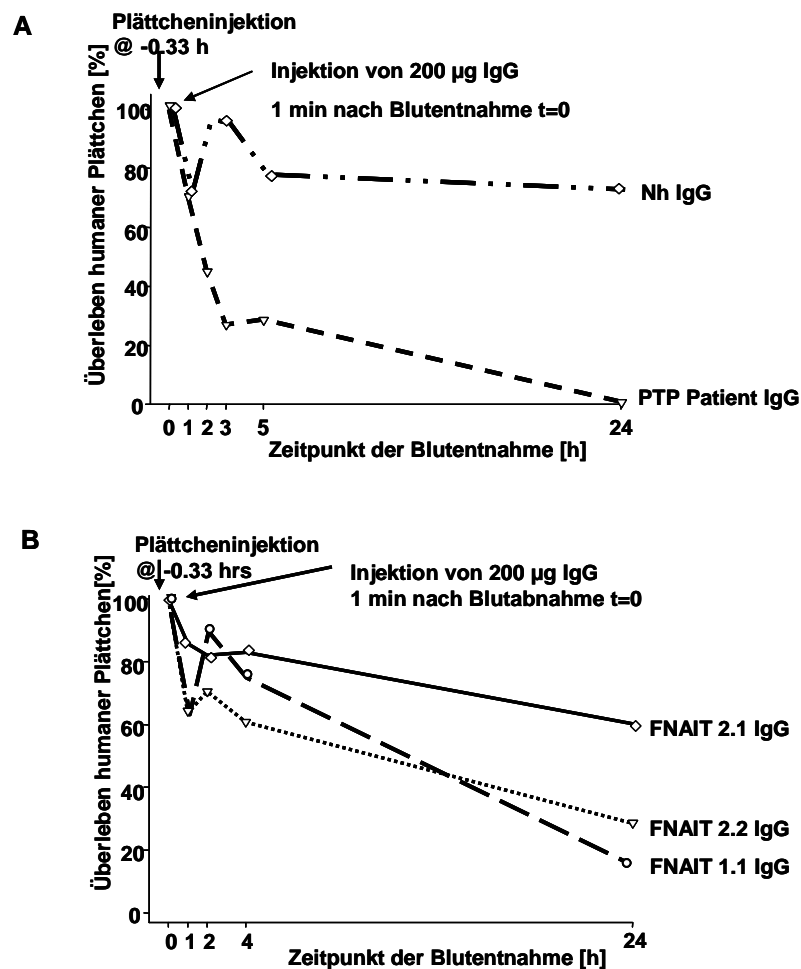 A
Plättcheninjektion
@ -0.33 h
Injektion von 200 µg IgG
1 min nach Blutentnahme t=0
Überleben humaner Plättchen [%]
100
80
60
40
20
0
Nh IgG
PTP Patient IgG
0 1 2 3 5 24
Zeitpunkt der Blutentnahme [h]
B
Plättcheninjektion
@ -0.33 hrs
Injektion von 200 µg IgG
1 min nach Blutabnahme t=0
Überleben humaner Plättchen[%]
100
80
60
40
20
0
FNAIT 2.1 IgG
FNAIT 2.2 IgG
FNAIT 1.1 IgG
0 1 2 4 24
Zeitpunkt der Blutentnahme [h]